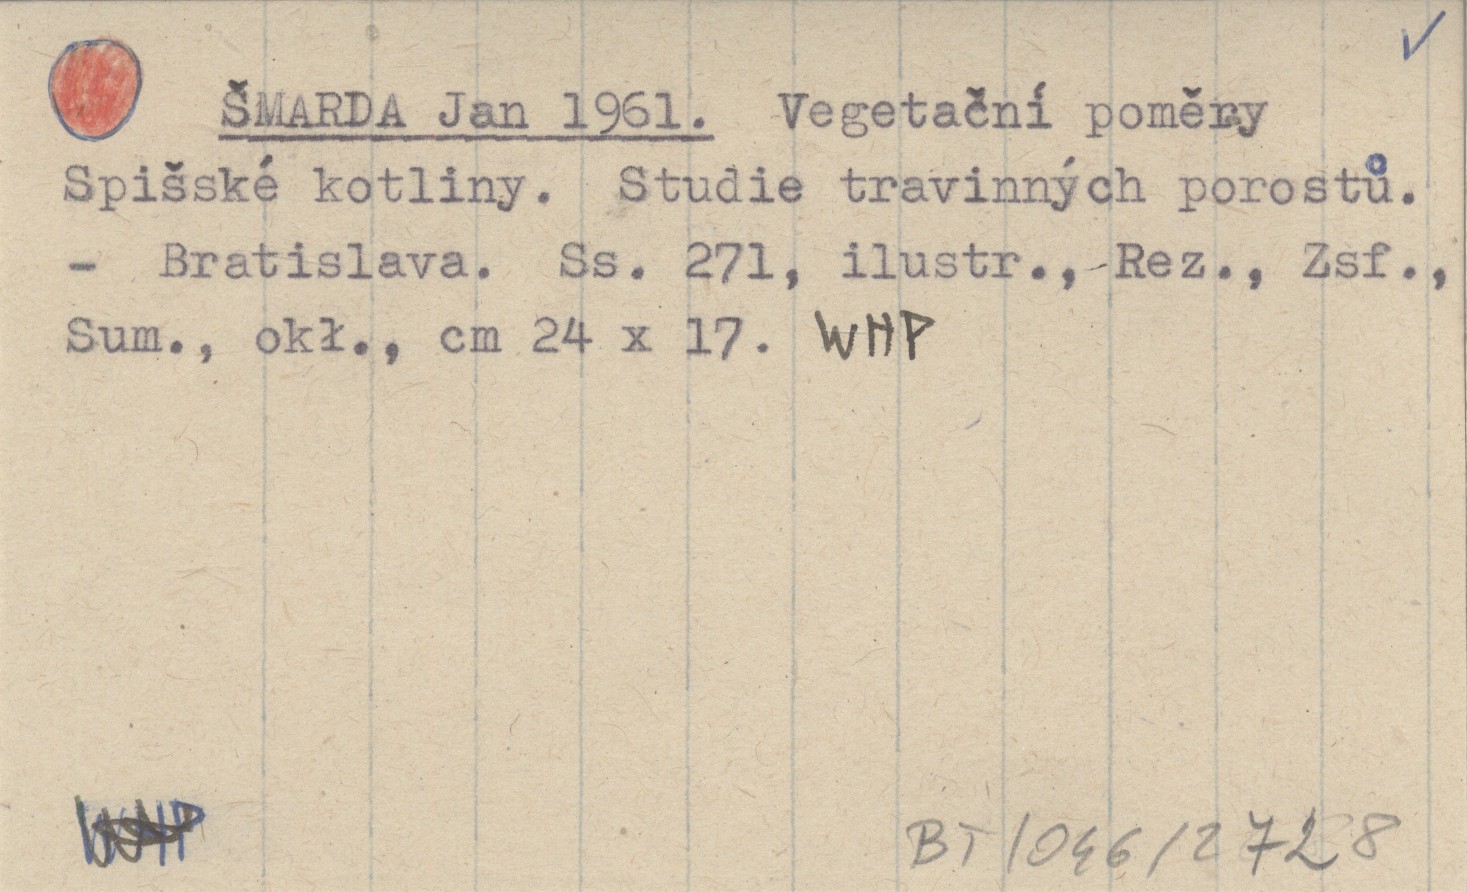 ŠMARDA Jan 1961. Vegetační poměry
Spišské kotliny. Studie travinných porostů.
- Bratislava. Ss. 271, ilustr., Rez., Zsf.,
Sum., okł., cm 24 x 17. WHP
WHP
BT 1046/2728